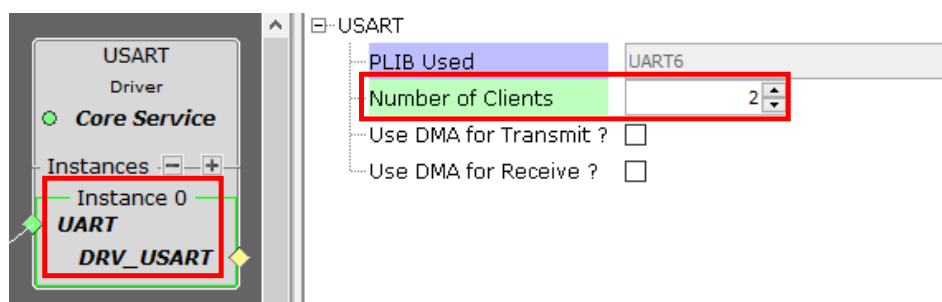 USART
Driver
Core Service
Instances
Instance 0
UART
DRV_USART
USART
PLIB Used UART6
Number of Clients 2
Use DMA for Transmit ?
Use DMA for Receive ?